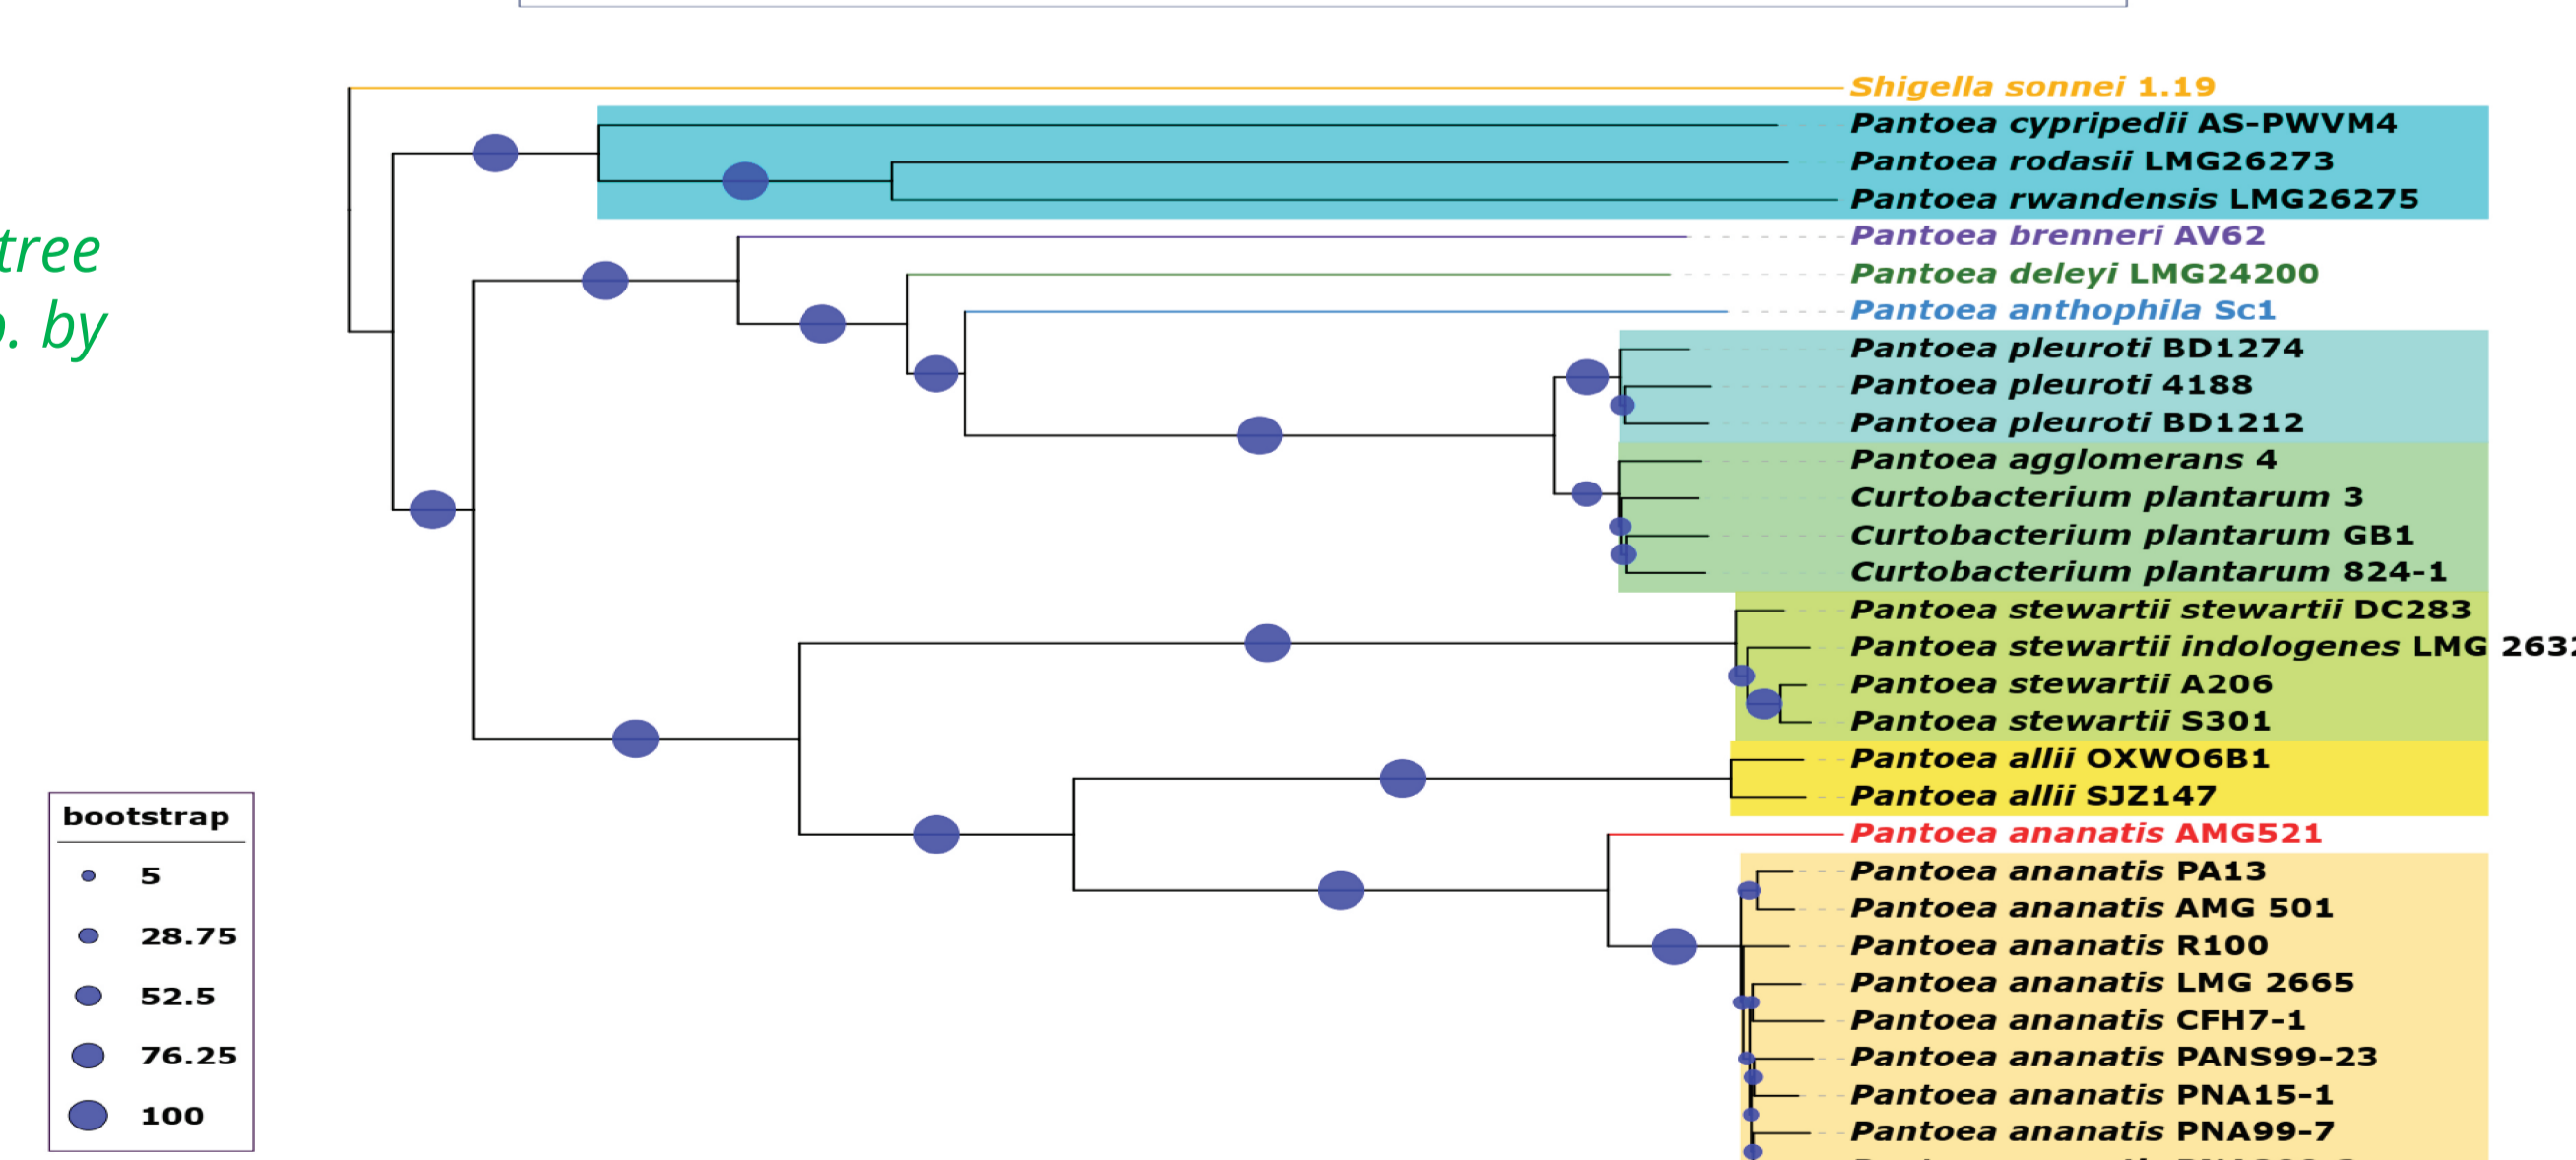 tree
. by
Shigella sonnei 1.19
Pantoea cypripedii AS-PWVM4
Pantoea rodasii LMG26273
Pantoea rwandensis LMG26275
Pantoea brenneri AV62
Pantoea deleyi LMG24200
Pantoea anthophila Sc1
Pantoea pleuroti BD1274
Pantoea pleuroti 4188
Pantoea pleuroti BD1212
Pantoea agglomerans 4
Curtobacterium plantarum 3
Curtobacterium plantarum GB1
Curtobacterium plantarum 824-1
Pantoea stewartii stewartii DC283
Pantoea stewartii indologenes LMG 263
Pantoea stewartii A206
Pantoea stewartii S301
Pantoea allii OXWO6B1
Pantoea allii SJZ147
Pantoea ananatis AMG521
Pantoea ananatis PA13
Pantoea ananatis AMG 501
Pantoea ananatis R100
Pantoea ananatis LMG 2665
Pantoea ananatis CFH7-1
Pantoea ananatis PANS99-23
Pantoea ananatis PNA15-1
Pantoea ananatis PNA99-7
bootstrap
5
28.75
52.5
76.25
100